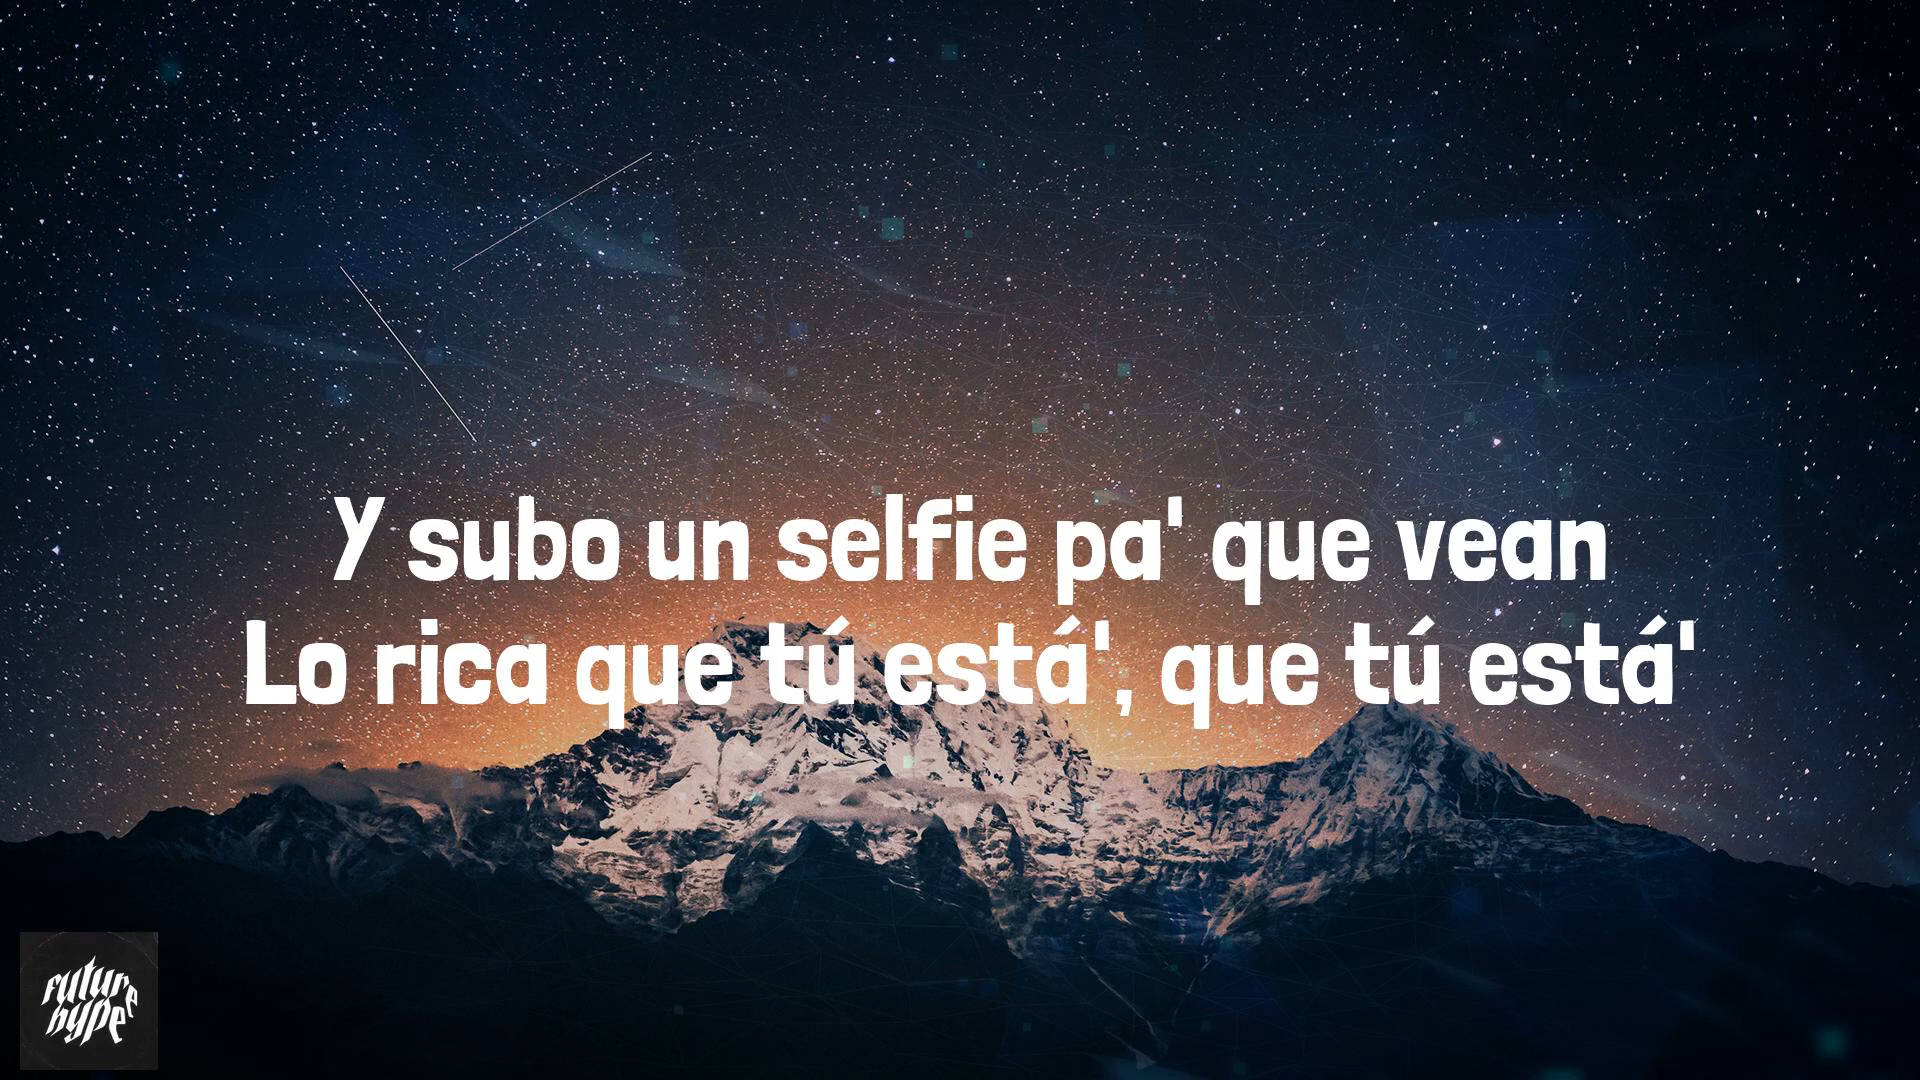 Y subo un selfie pa' que vean
Lo rica que tú está', que tú está'
future
hype